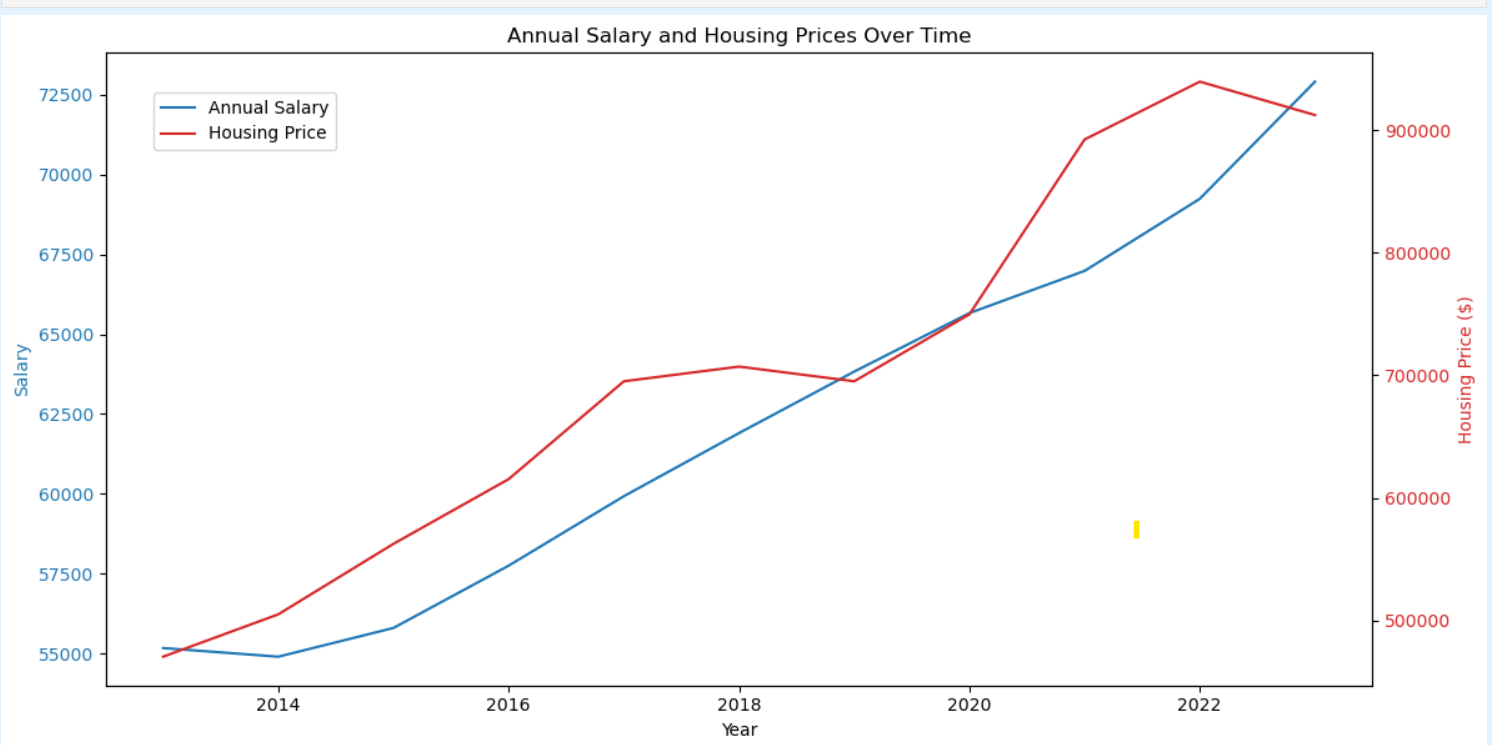 Annual Salary and Housing Prices Over Time
Annual Salary
Housing Price
72500
70000
67500
65000
62500
60000
57500
55000
Salary
900000
800000
700000
600000
500000
Housing Price ($)
2014 2016 2018 2020 2022
Year